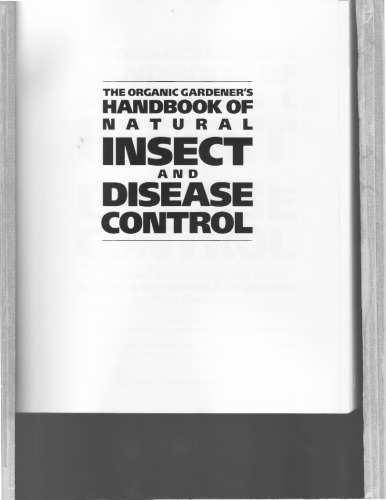 THE ORGANIC GARDENER'S
HANDBOOK OF
NATURAL
INSECT
AND
DISEASE
CONTROL